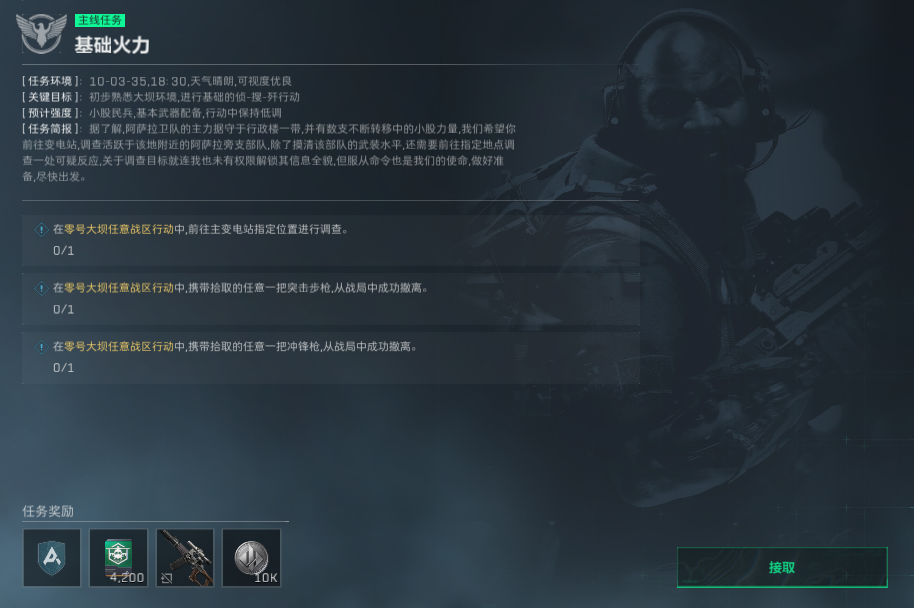 主线任务
基础火力
[ 任务环境 ]: 10-03-35,18:30,天气晴朗,可视度优良
[ 关键目标 ]: 初步熟悉大坝环境,进行基础的侦-搜-歼行动
[ 预计强度 ]: 小股民兵,基本武器配备,行动中保持低调
[ 任务简报 ]: 据了解,阿萨拉卫队的主力据守于行政楼一带,并有数支不断转移中的小股力量,我们希望你
前往变电站,调查活跃于该地附近的阿萨拉旁支部队,除了摸清该部队的武装水平,还需要前往指定地点调
查一处可疑反应,关于调查目标就连我也未有权限解锁其信息全貌,但服从命令也是我们的使命,做好准
备,尽快出发。
在零号大坝任意战区行动中,前往主变电站指定位置进行调查。
0/1
在零号大坝任意战区行动中,携带拾取的任意一把突击步枪,从战局中成功撤离。
0/1
在零号大坝任意战区行动中,携带拾取的任意一把冲锋枪,从战局中成功撤离。
0/1
任务奖励
4,200
10K
接取